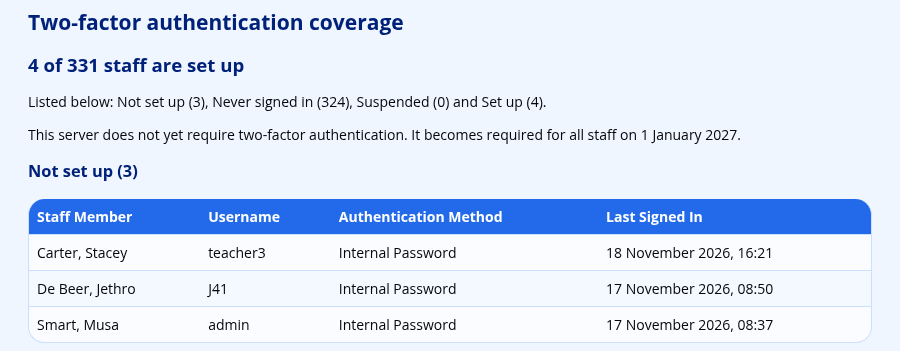 Two-factor authentication coverage
4 of 331 staff are set up
Listed below: Not set up (3), Never signed in (324), Suspended (0) and Set up (4).
This server does not yet require two-factor authentication. It becomes required for all staff on 1 January 2027.
Not set up (3)
Staff Member Username Authentication Method Last Signed In
Carter, Stacey teacher3 Internal Password 18 November 2026, 16:21
De Beer, Jethro J41 Internal Password 17 November 2026, 08:50
Smart, Musa admin Internal Password 17 November 2026, 08:37